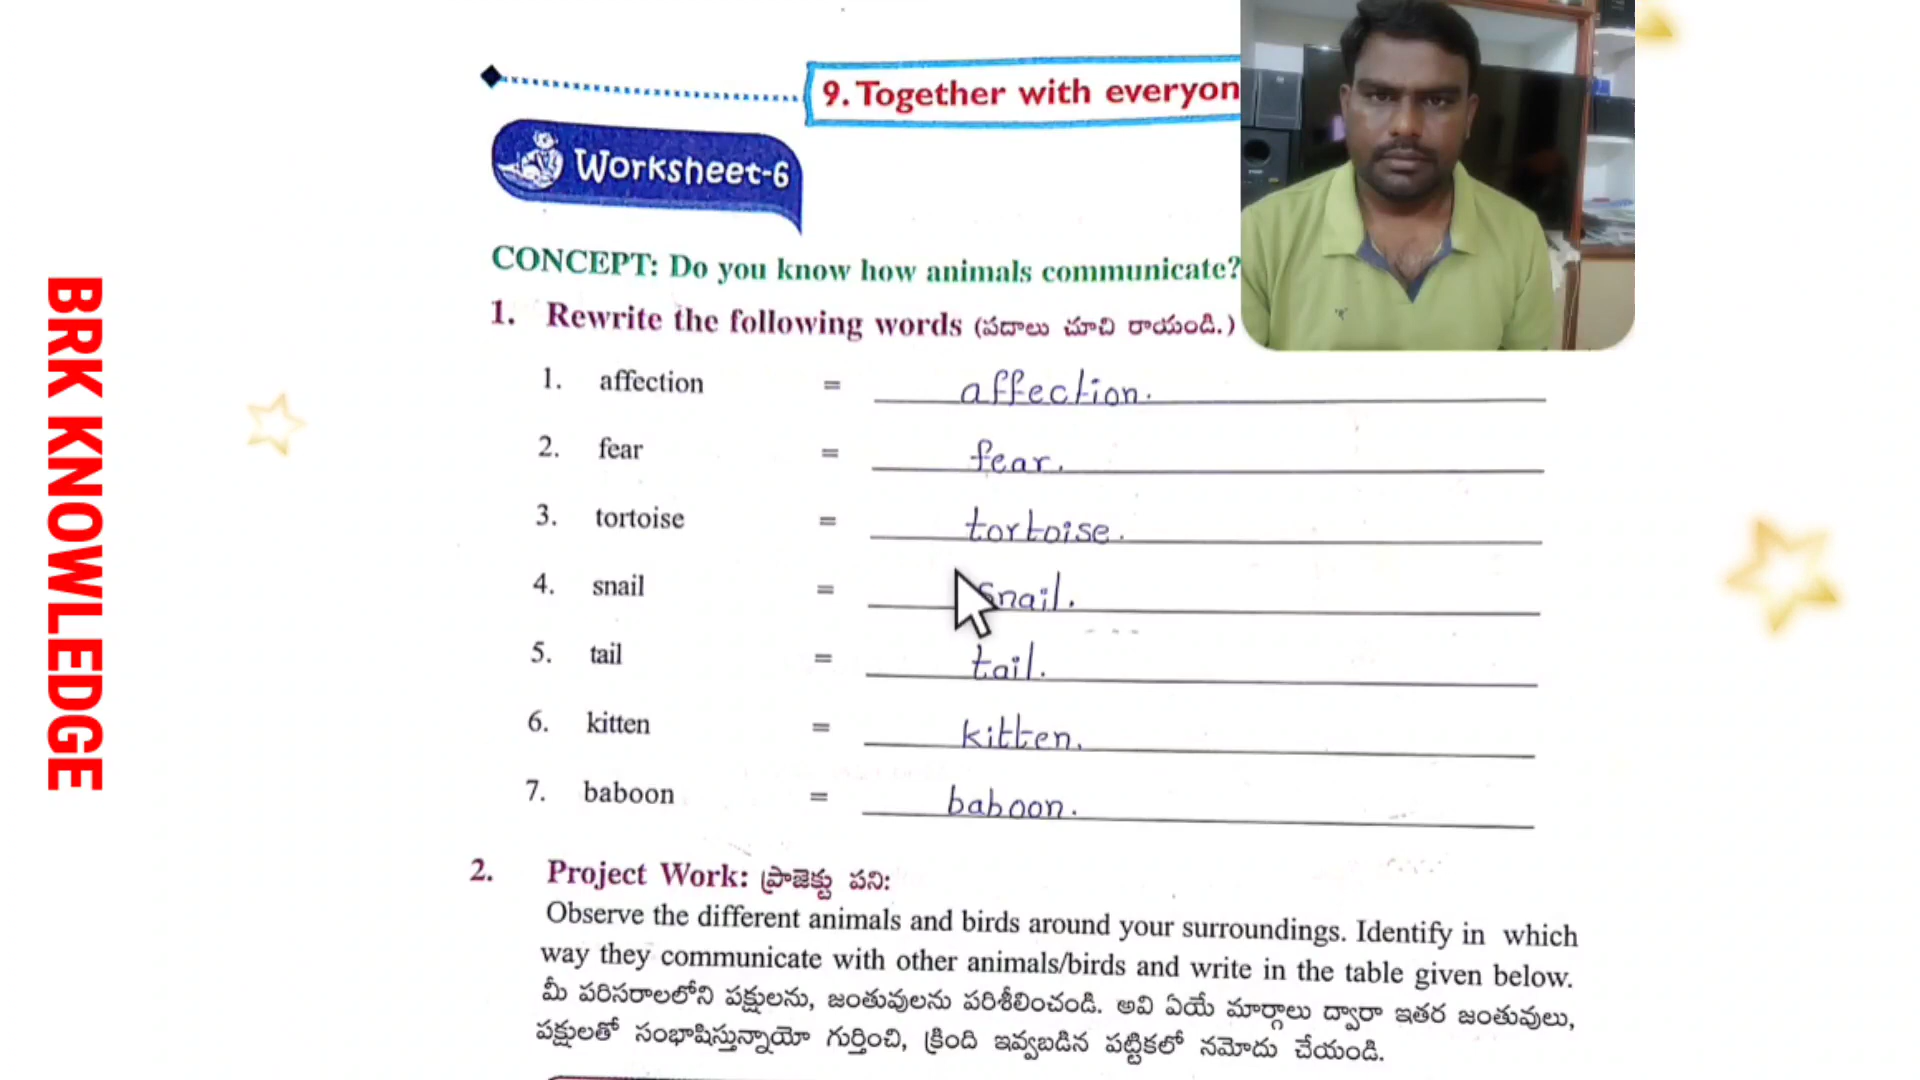 9. Together with everyon
Worksheet-6
CONCEPT: Do you know how animals communicate?
1. Rewrite the following words (పదాలు చూచి రాయండి.)
1. affection = affection.
2. fear = fear.
3. tortoise = tortoise.
4. snail = Snail.
5. tail = tail.
6. kitten = kitten.
7. baboon = baboon.
2. Project Work: ప్రాజెక్టు పని:
Observe the different animals and birds around your surroundings. Identify in which
way they communicate with other animals/birds and write in the table given below.
మీ పరిసరాలలోని పక్షులను, జంతువులను పరిశీలించండి. అవి ఏయే మార్గాలు ద్వారా ఇతర జంతువులు,
పక్షులతో సంభాషిస్తున్నాయో గుర్తించి, క్రింది ఇవ్వబడిన పట్టికలో నమోదు చేయండి.
BRK KNOWLEDGE